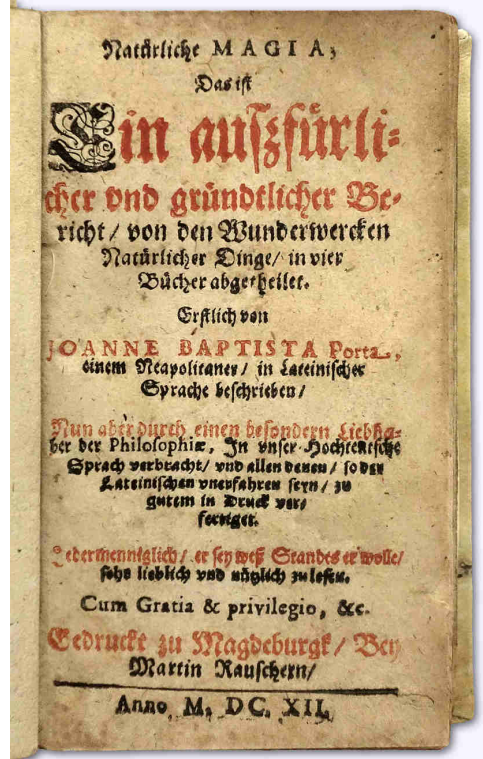 Natürliche MAGIA,
Das ist
Ein auszfürli=
cher vnd gründtlicher Be=
richt/ von den Wunderwercken
Natürlicher Dinge/ in vier
Bücher abgetheilet.
Erstlich von
JOANNE BAPTISTA Porta,
einem Neapolitaner/ in Lateinischer
Sprache beschrieben/
Nun aber durch einen besondern Liebha=
ber der Philosophiæ, In vnser Hochteutsche
Sprach verbracht/ vnd allen denen/ so der
Lateinischen vnerfahren seyn/ zu
gutem in Druck ver/
fertiget.
Jedermenniglich/ er sey weß Standes er wolle/
sehr lieblich vnd nützlich zu lesen.
Cum Gratia & privilegio, &c.
Gedruckt zu Magdeburgk/ Bey
Martin Rauschern/
Anno M. DC. XII.